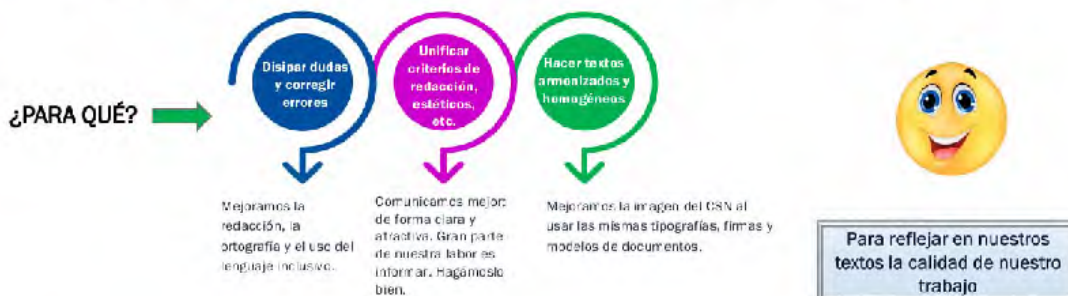 ¿PARA QUÉ?
Disipar dudas
y corregir
errores
Unificar
criterios de
redacción,
estéticos,
etc.
Hacer textos
armonizados y
homogéneos
Mejoramos la
redacción, la
ortografía y el uso del
lenguaje inclusivo.
Comunicamos mejor:
de forma clara y
atractiva. Gran parte
de nuestra labor es
informar. Hagámoslo
bien.
Mejoramos la imagen del CSN al
usar las mismas tipografías, firmas y
modelos de documentos.
Para reflejar en nuestros
textos la calidad de nuestro
trabajo